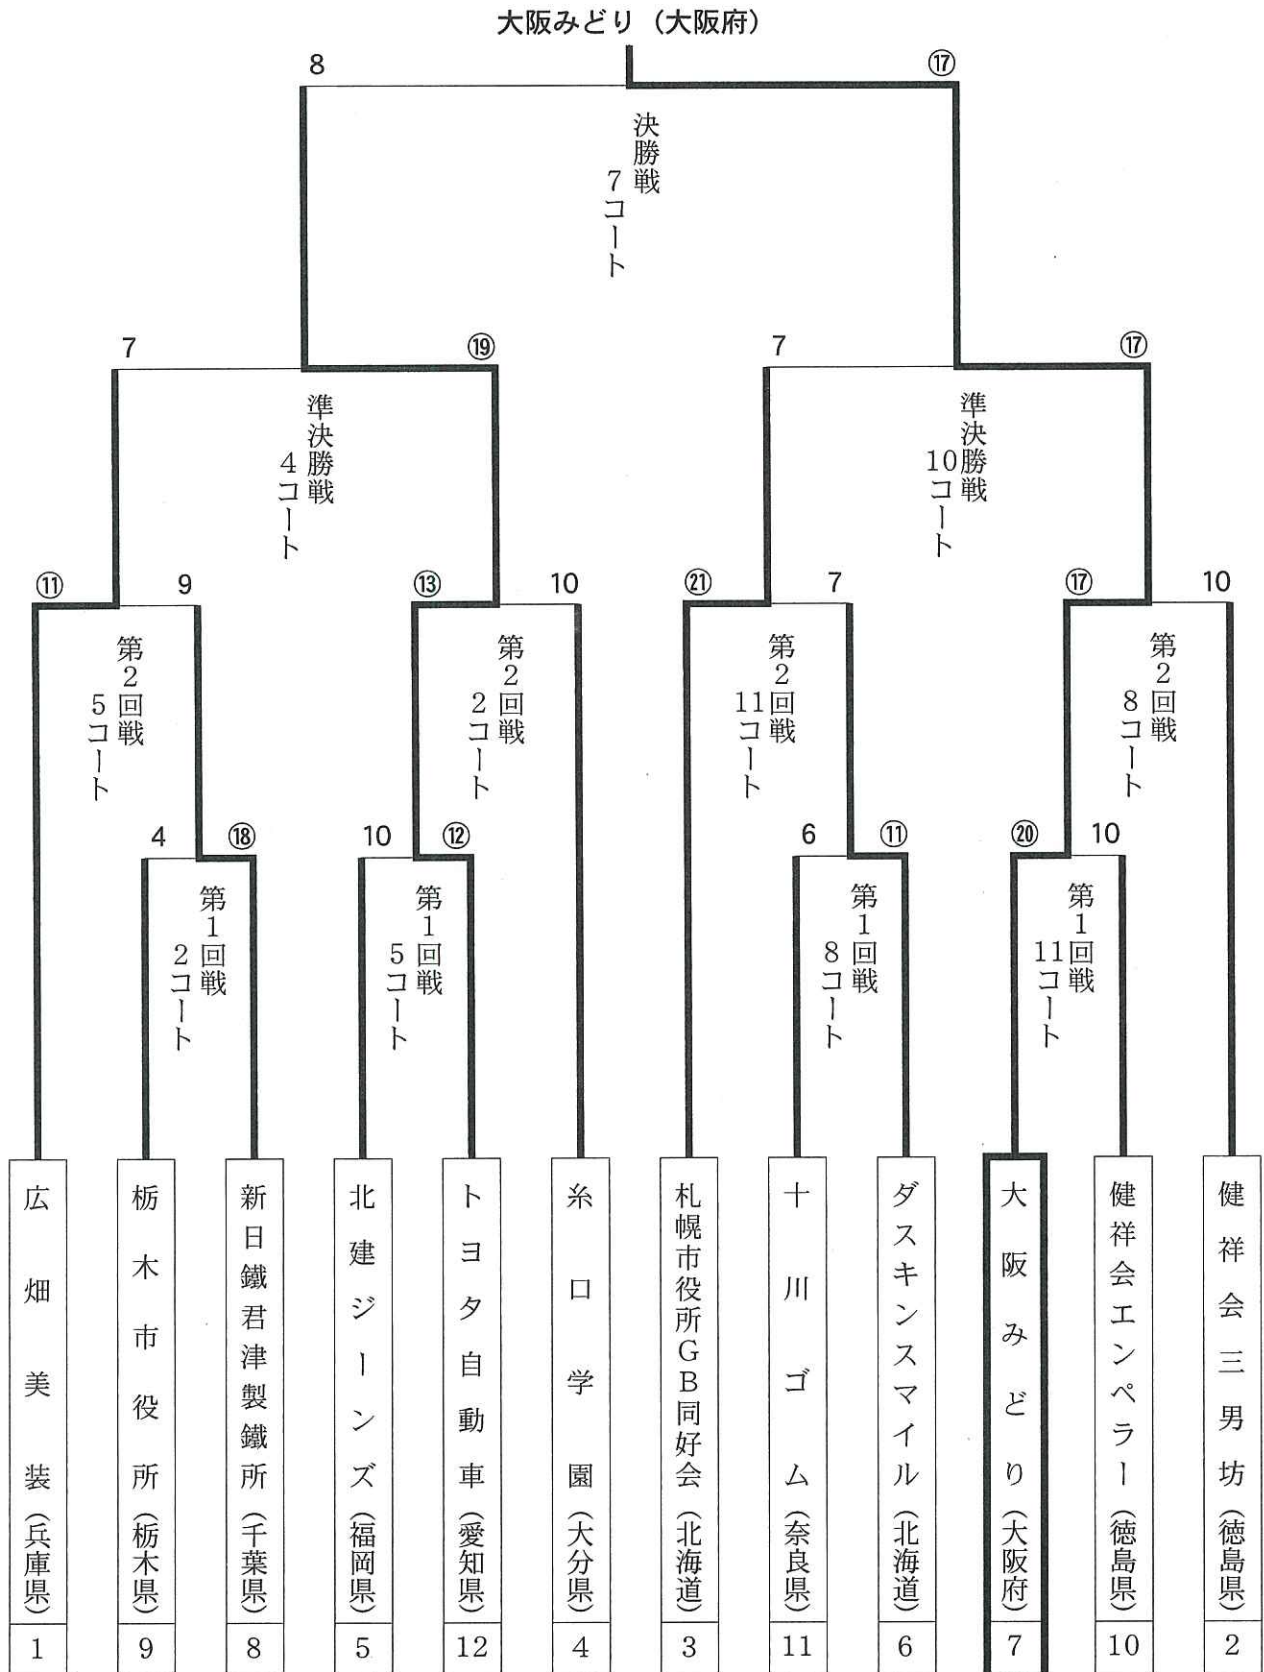 大阪みどり（大阪府）
8
⑰
決勝戦
7コート
7
⑲
7
⑰
準決勝戦
4コート
準決勝戦
10コート
⑪
9
⑬
10
㉑
7
⑰
10
第2回戦
5コート
第2回戦
2コート
第2回戦
11コート
第2回戦
8コート
4
⑱
10
⑫
6
⑪
⑳
10
第1回戦
2コート
第1回戦
5コート
第1回戦
8コート
第1回戦
11コート
広畑美装（兵庫県）
1
栃木市役所（栃木県）
9
新日鐵君津製鐵所（千葉県）
8
北建ジーンズ（福岡県）
5
トヨタ自動車（愛知県）
12
糸口学園（大分県）
4
札幌市役所GB同好会（北海道）
3
十川ゴム（奈良県）
11
ダスキンスマイル（北海道）
6
大阪みどり（大阪府）
7
健祥会エンペラー（徳島県）
10
健祥会三男坊（徳島県）
2